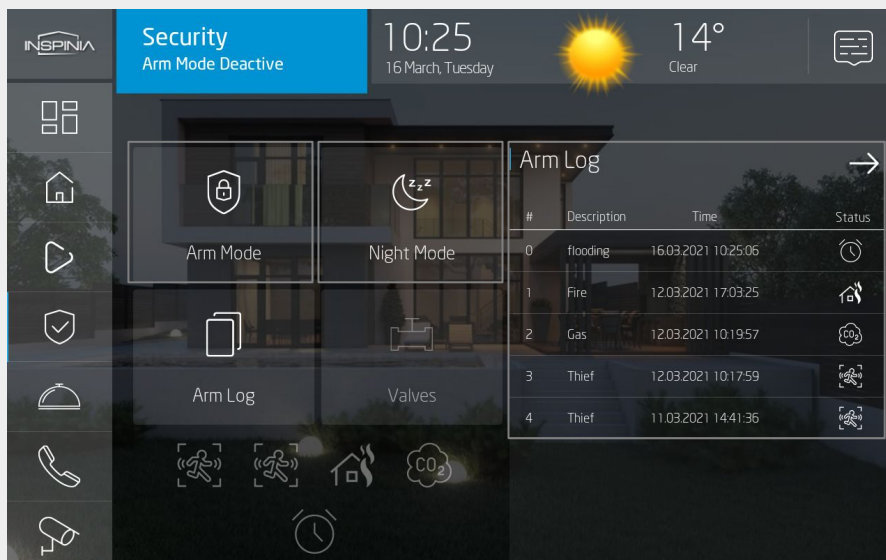 INSPINIA
Security
Arm Mode Deactive
10:25
16 March, Tuesday
14°
Clear
Arm Mode
zzz
Night Mode
Arm Log
Valves
CO2
Arm Log
# Description Time Status
0 flooding 16.03.2021 10:25:06
1 Fire 12.03.2021 17:03:25
2 Gas 12.03.2021 10:19:57 CO2
3 Thief 12.03.2021 10:17:59
4 Thief 11.03.2021 14:41:36